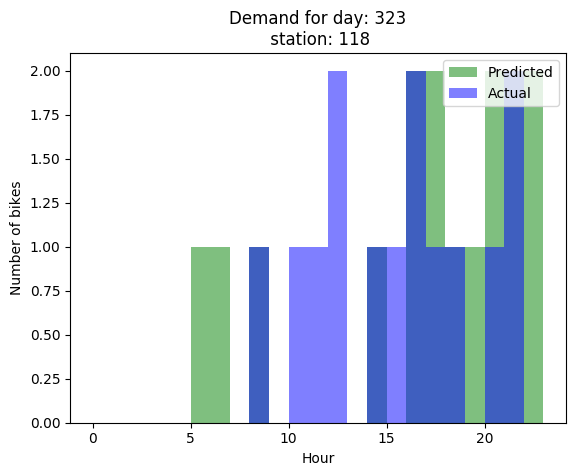 Demand for day: 323
station: 118
Predicted
Actual
2.00
1.75
1.50
1.25
1.00
0.75
0.50
0.25
0.00
Number of bikes
0 5 10 15 20
Hour